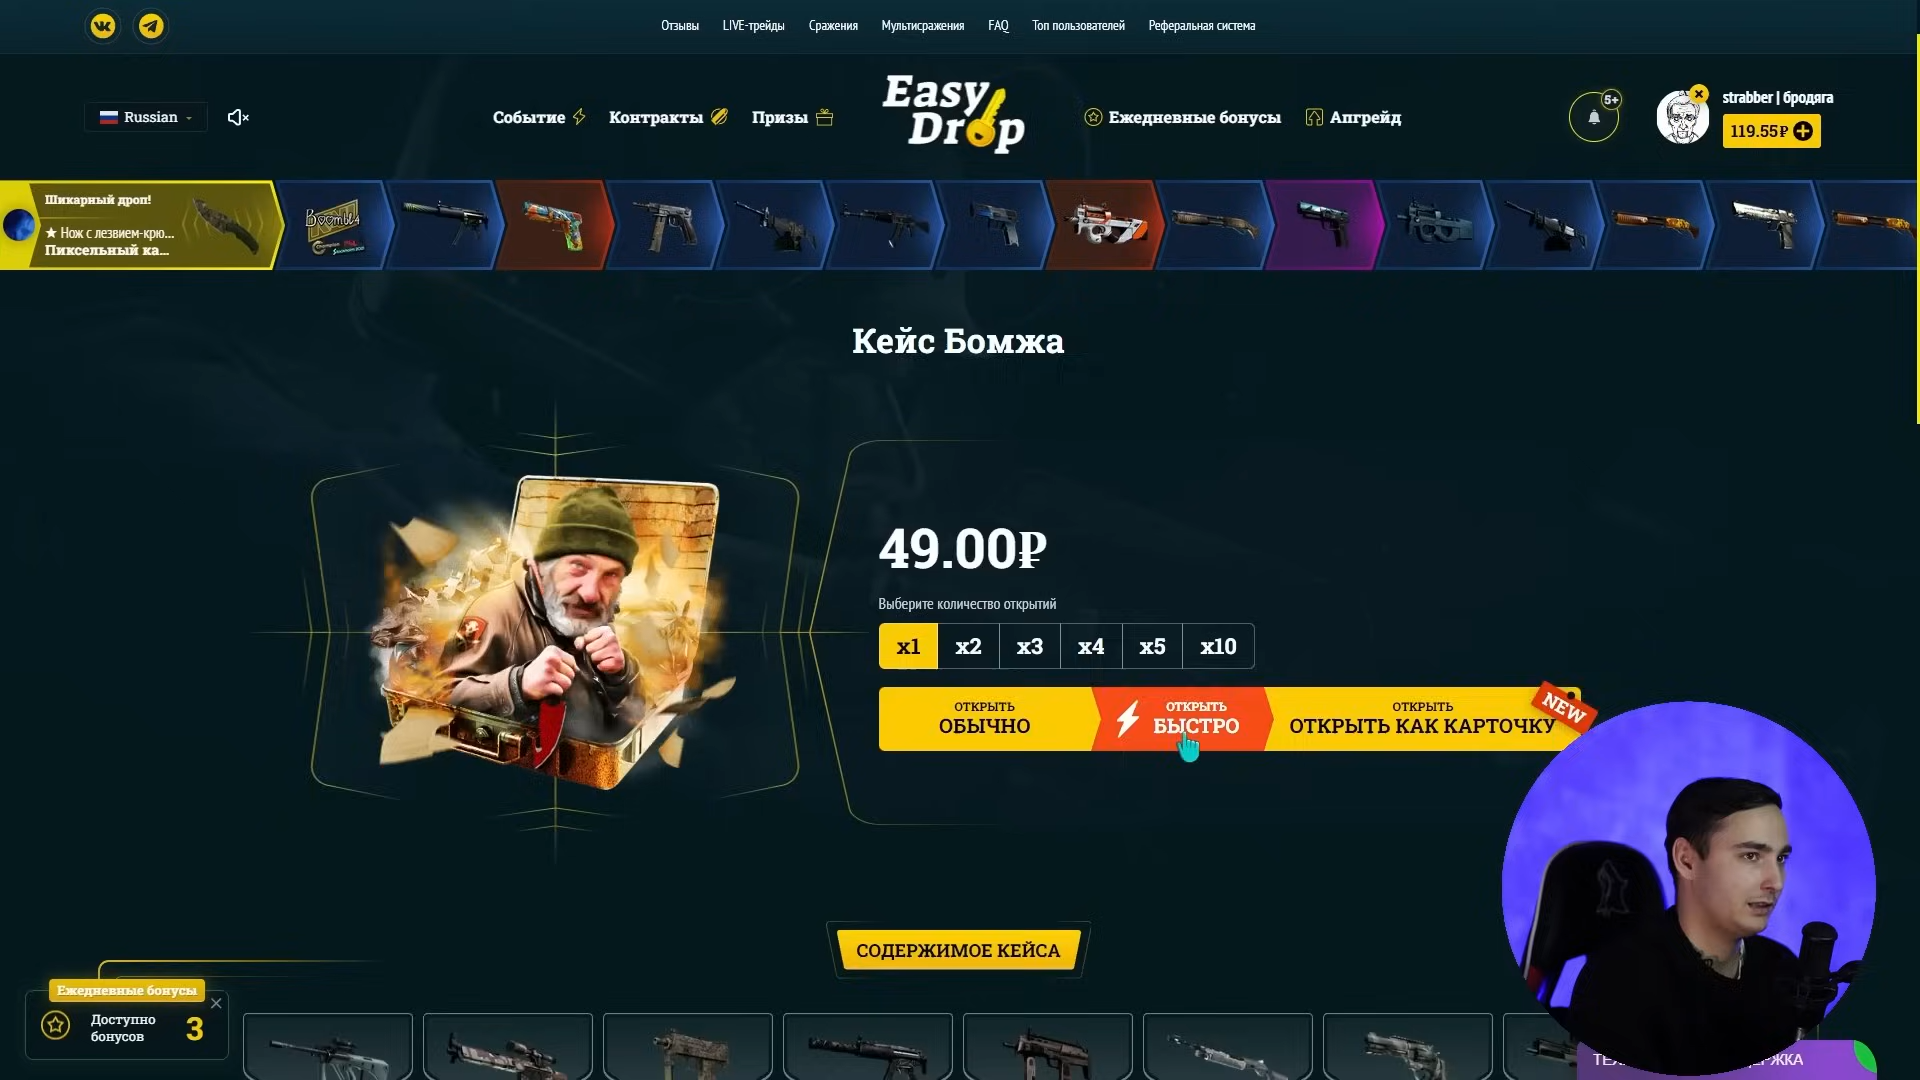 Отзывы
LIVE-трейды
Сражения
Мультисражения
FAQ
Топ пользователей
Реферальная система
Russian
Событие
Контракты
Призы
Easy
Drop
Ежедневные бонусы
Апгрейд
5+
strabber | бродяга
119.55₽
Шикарный дроп!
★ Нож с лезвием-крю...
Пиксельный ка...
Кейс Бомжа
49.00₽
Выберите количество открытий
x1
x2
x3
x4
x5
x10
ОТКРЫТЬ
ОБЫЧНО
ОТКРЫТЬ
БЫСТРО
ОТКРЫТЬ
ОТКРЫТЬ КАК КАРТОЧКУ
NEW
СОДЕРЖИМОЕ КЕЙСА
Ежедневные бонусы
Доступно
бонусов
3